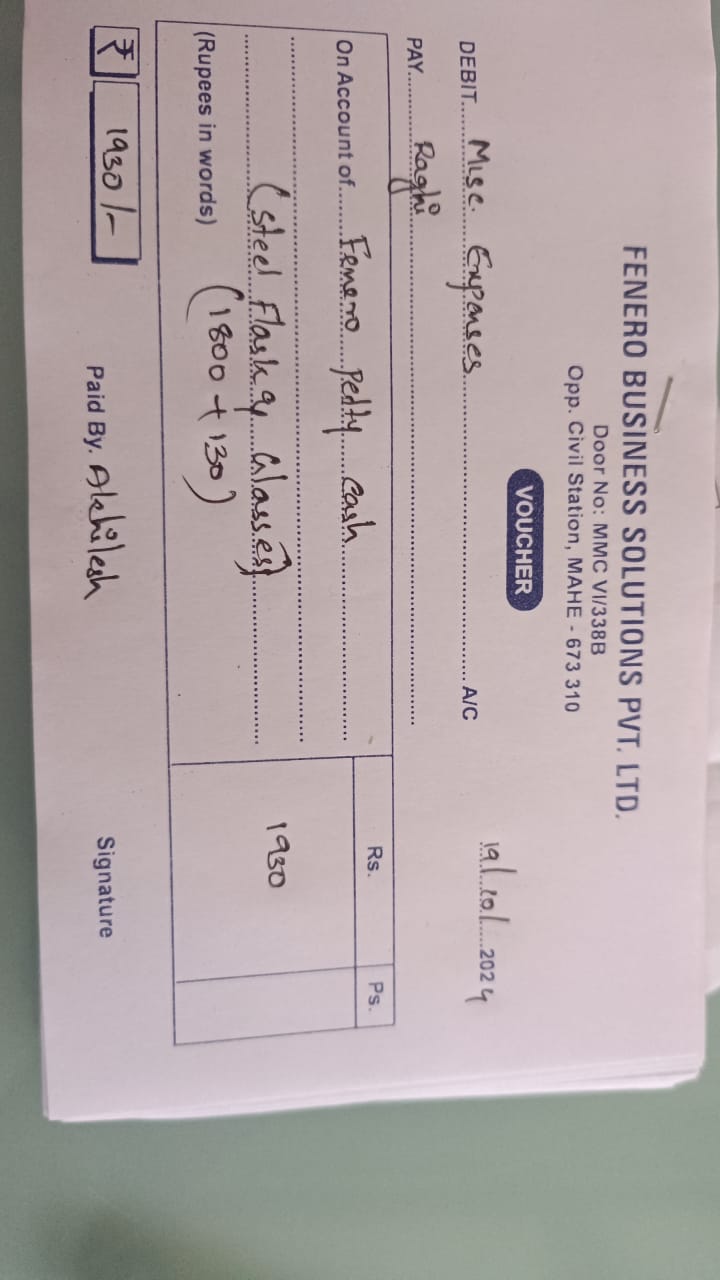 FENERO BUSINESS SOLUTIONS PVT. LTD.
Door No: MMC VI/338B
Opp. Civil Station, MAHE - 673 310
VOUCHER
19/10/2024
DEBIT Misc. Expenses A/C
PAY Raghi
Rs. Ps.
On Account of Fenero Petty Cash
(Steel Flask & Glasses) 1930
(Rupees in words) (1800 + 130)
₹ 1930/- Paid By. Akhilesh Signature